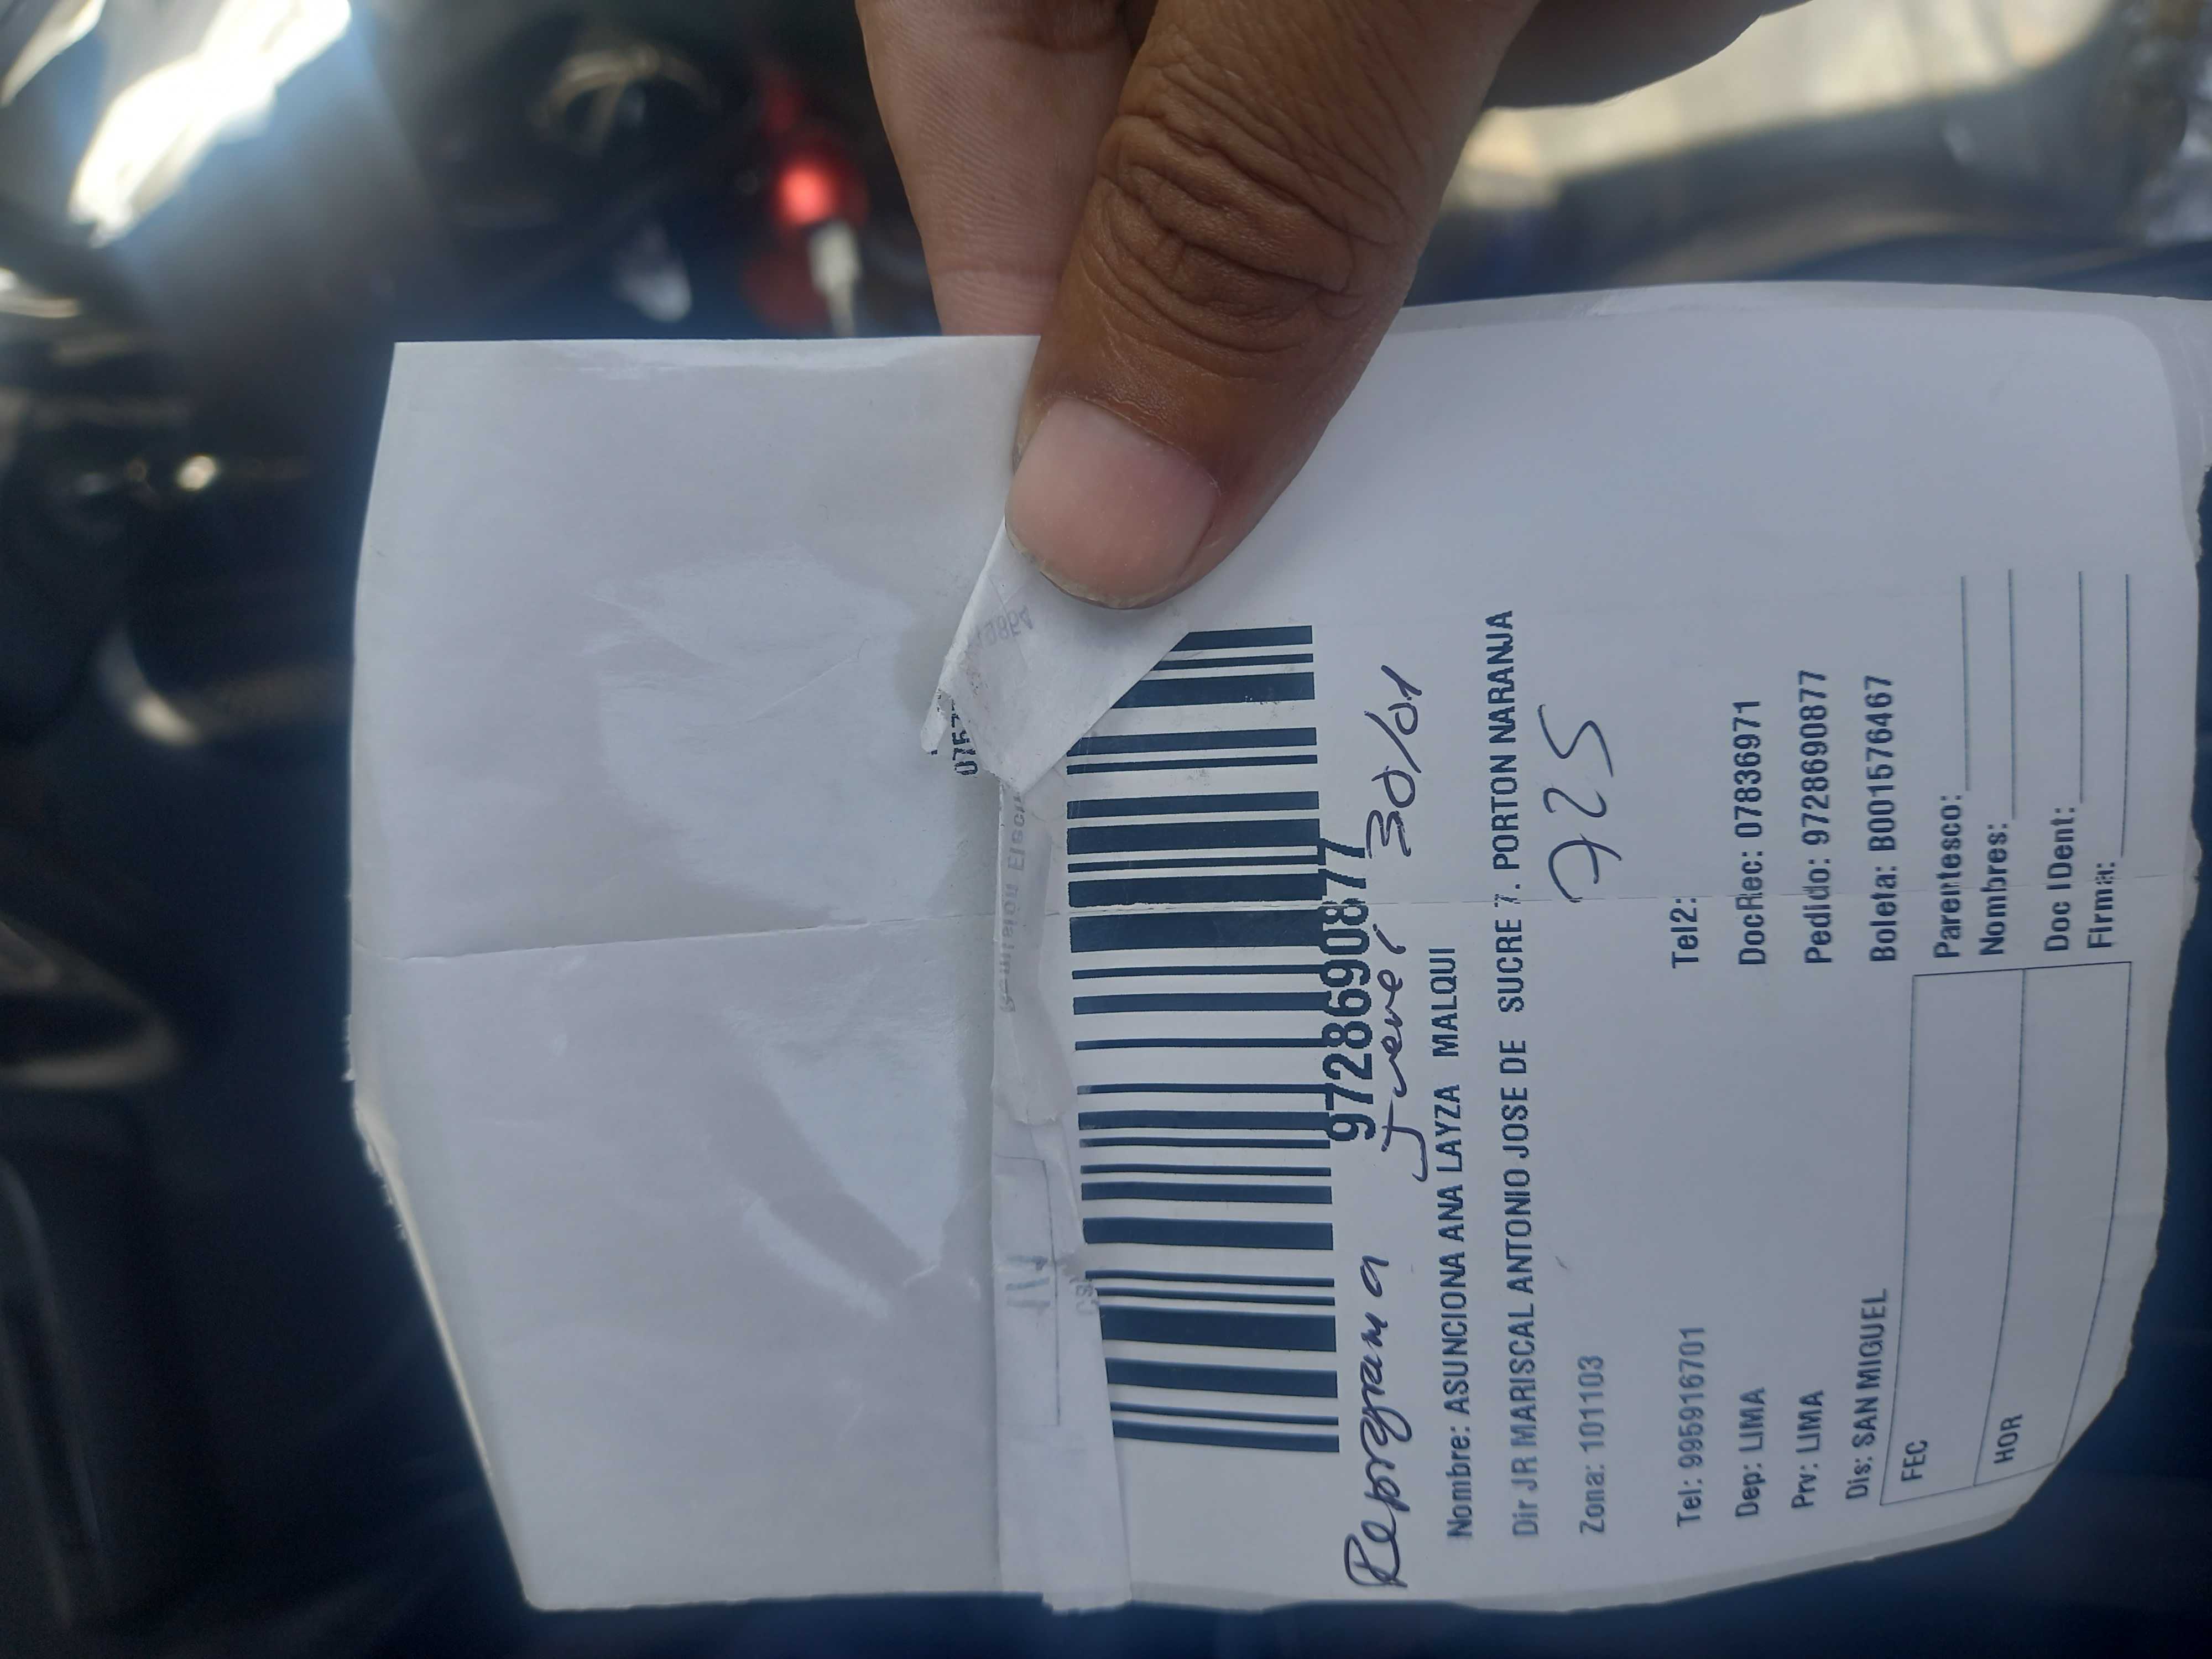 9728690877
Reprgrama Jueves 30/01
Nombre: ASUNCIONA ANA LAYZA MALQUI
Dir JR MARISCAL ANTONIO JOSE DE SUCRE 7. PORTON NARANJA
725
Zona: 101103
Tel: 995916701 Tel2:
Dep: LIMA DocRec: 07836971
Prv: LIMA Pedido: 9728690877
Dis: SAN MIGUEL Boleta: B001576467
FEC Parentesco:
Nombres:
HOR Doc IDent:
Firma: